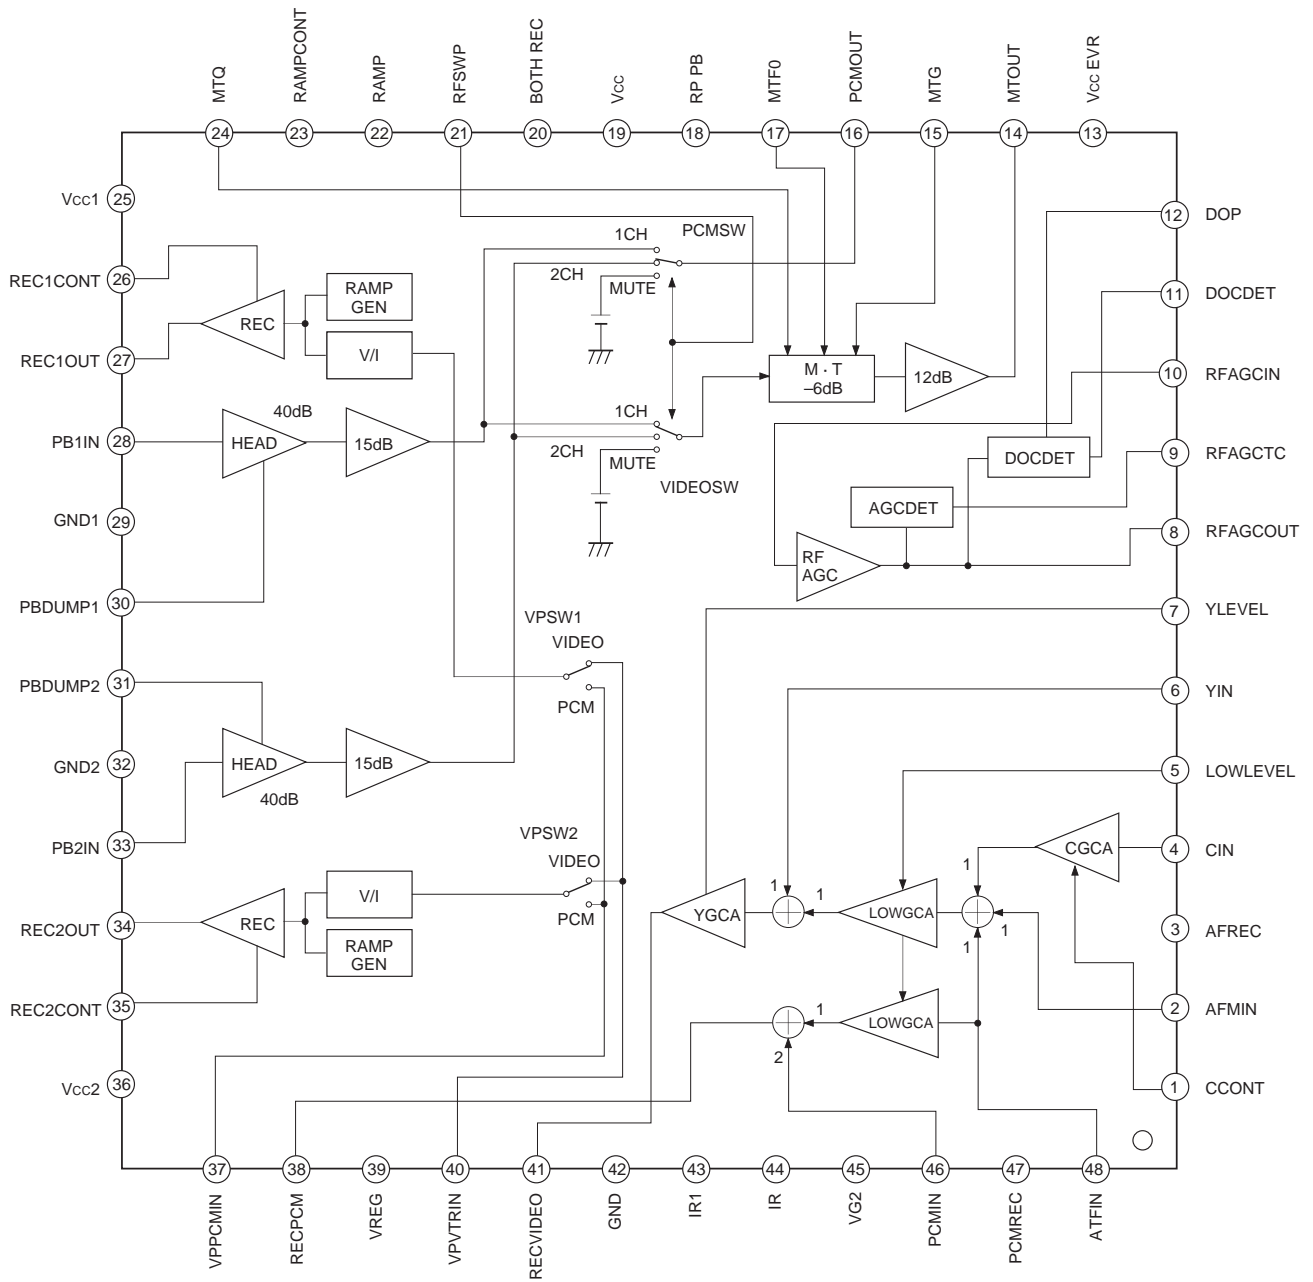 MTQ
RAMPCONT
RAMP
RFSWP
BOTH REC
Vcc
RP PB
MTF0
PCMOUT
MTG
MTOUT
Vcc EVR
24
23
22
21
20
19
18
17
16
15
14
13
Vcc1
25
REC1CONT
26
REC1OUT
27
PB1IN
28
GND1
29
PBDUMP1
30
PBDUMP2
31
GND2
32
PB2IN
33
REC2OUT
34
REC2CONT
35
Vcc2
36
REC
RAMP
GEN
V/I
40dB
HEAD
15dB
1CH
PCMSW
2CH
MUTE
1CH
2CH
MUTE
VIDEOSW
M · T
–6dB
12dB
DOCDET
AGCDET
RF
AGC
VPSW1
VIDEO
PCM
HEAD
15dB
40dB
VPSW2
VIDEO
PCM
REC
V/I
RAMP
GEN
CGCA
1
YGCA
1
1
LOWGCA
1
1
1
LOWGCA
2
12
DOP
11
DOCDET
10
RFAGCIN
9
RFAGCTC
8
RFAGCOUT
7
YLEVEL
6
YIN
5
LOWLEVEL
4
CIN
3
AFREC
2
AFMIN
1
CCONT
37
38
39
40
41
42
43
44
45
46
47
48
VPPCMIN
RECPCM
VREG
VPVTRIN
RECVIDEO
GND
IR1
IR
VG2
PCMIN
PCMREC
ATFIN